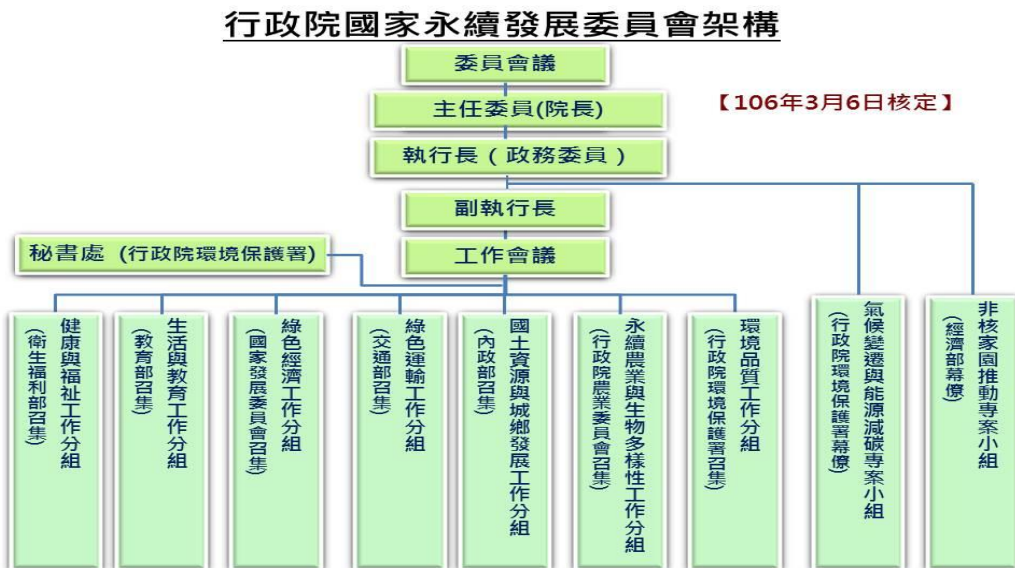 行政院國家永續發展委員會架構
委員會議
主任委員(院長)
【106年3月6日核定】
執行長（政務委員）
副執行長
秘書處 (行政院環境保護署)
工作會議
健康與福祉工作分組
(衛生福利部召集)
生活與教育工作分組
(教育部召集)
綠色經濟工作分組
(國家發展委員會召集)
綠色運輸工作分組
(交通部召集)
國土資源與城鄉發展工作分組
(內政部召集)
永續農業與生物多樣性工作分組
(行政院農業委員會召集)
環境品質工作分組
(行政院環境保護署召集)
氣候變遷與能源減碳專案小組
(行政院環境保護署幕僚)
非核家園推動專案小組
(經濟部幕僚)